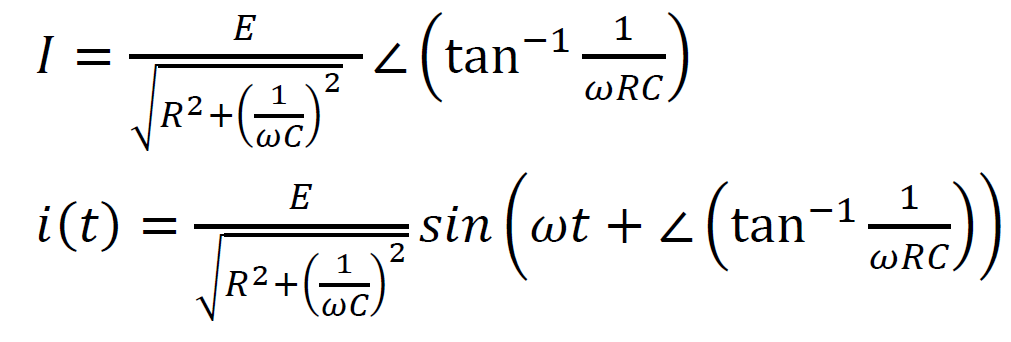 I = E / √(R² + (1/ωC)²) ∠(tan⁻¹ 1/ωRC)
i(t) = E / √(R² + (1/ωC)²) sin(ωt + ∠(tan⁻¹ 1/ωRC))